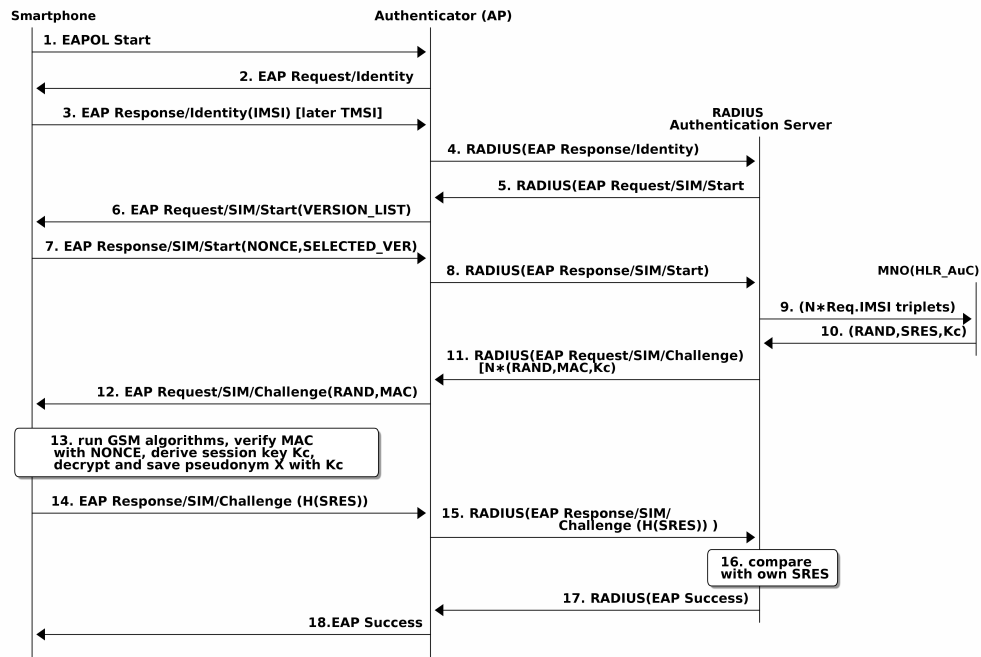 Smartphone
Authenticator (AP)
1. EAPOL Start
2. EAP Request/Identity
3. EAP Response/Identity(IMSI) [later TMSI]
RADIUS
Authentication Server
4. RADIUS(EAP Response/Identity)
5. RADIUS(EAP Request/SIM/Start
6. EAP Request/SIM/Start(VERSION_LIST)
7. EAP Response/SIM/Start(NONCE,SELECTED_VER)
8. RADIUS(EAP Response/SIM/Start)
MNO(HLR_AuC)
9. (N∗Req.IMSI triplets)
10. (RAND,SRES,Kc)
11. RADIUS(EAP Request/SIM/Challenge)
[N∗(RAND,MAC,Kc)
12. EAP Request/SIM/Challenge(RAND,MAC)
13. run GSM algorithms, verify MAC
with NONCE, derive session key Kc,
decrypt and save pseudonym X with Kc
14. EAP Response/SIM/Challenge (H(SRES))
15. RADIUS(EAP Response/SIM/
Challenge (H(SRES)) )
16. compare
with own SRES
17. RADIUS(EAP Success)
18.EAP Success